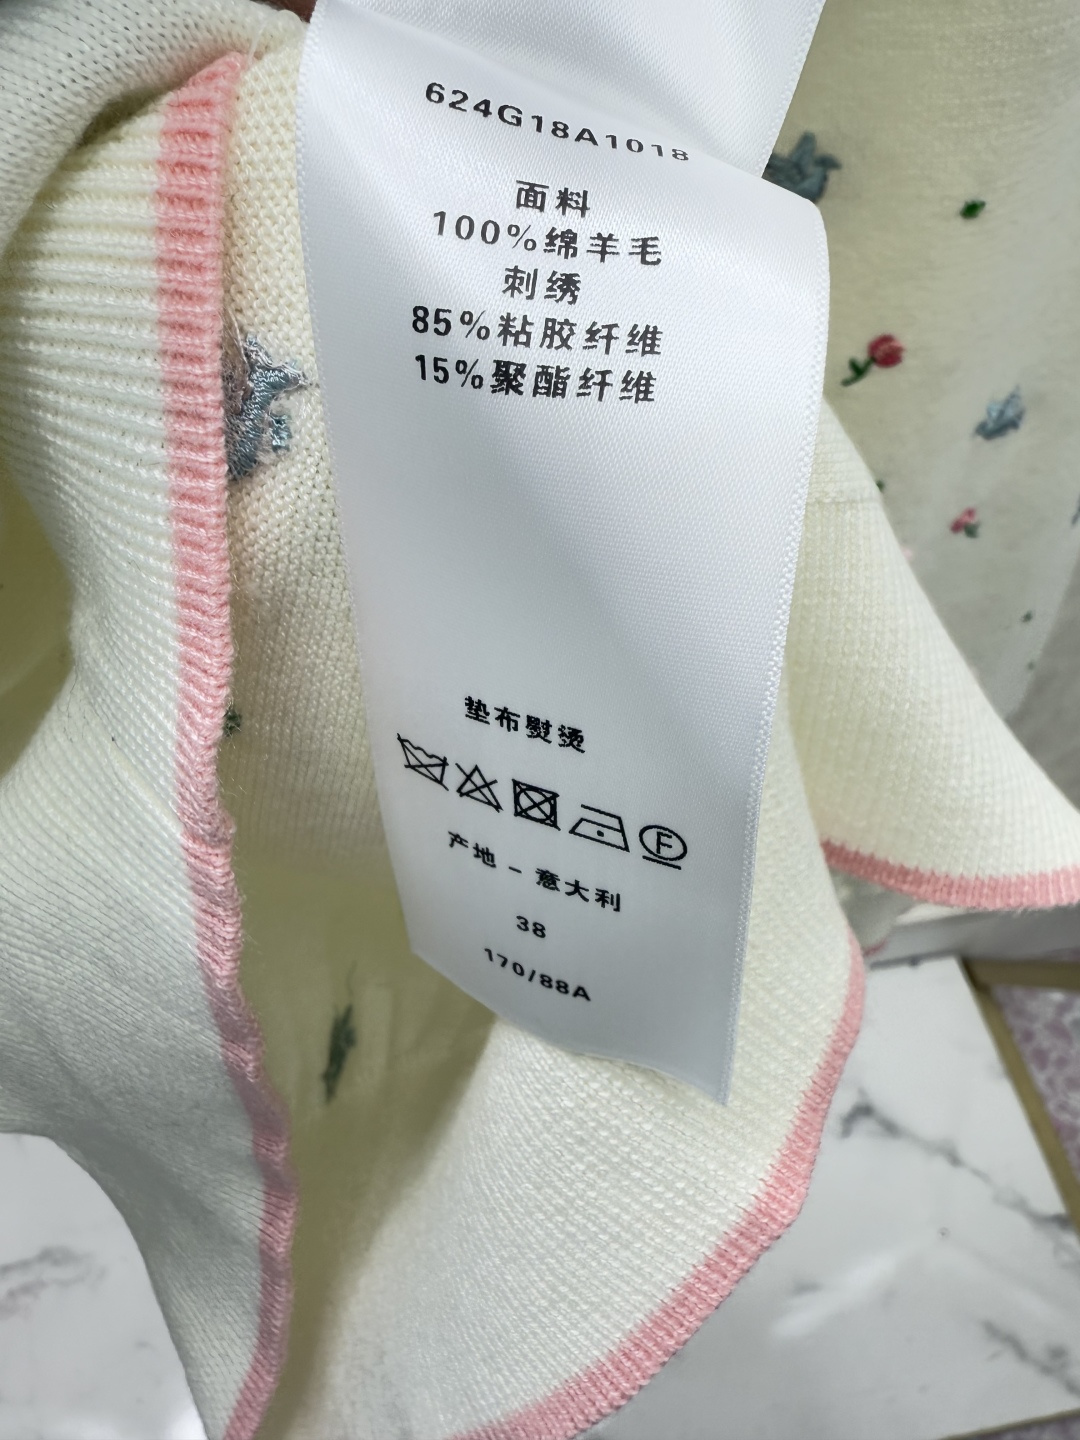 624G18A1018
面料
100%绵羊毛
刺绣
85%粘胶纤维
15%聚酯纤维
垫布熨烫
F
产地 - 意大利
38
170/88A